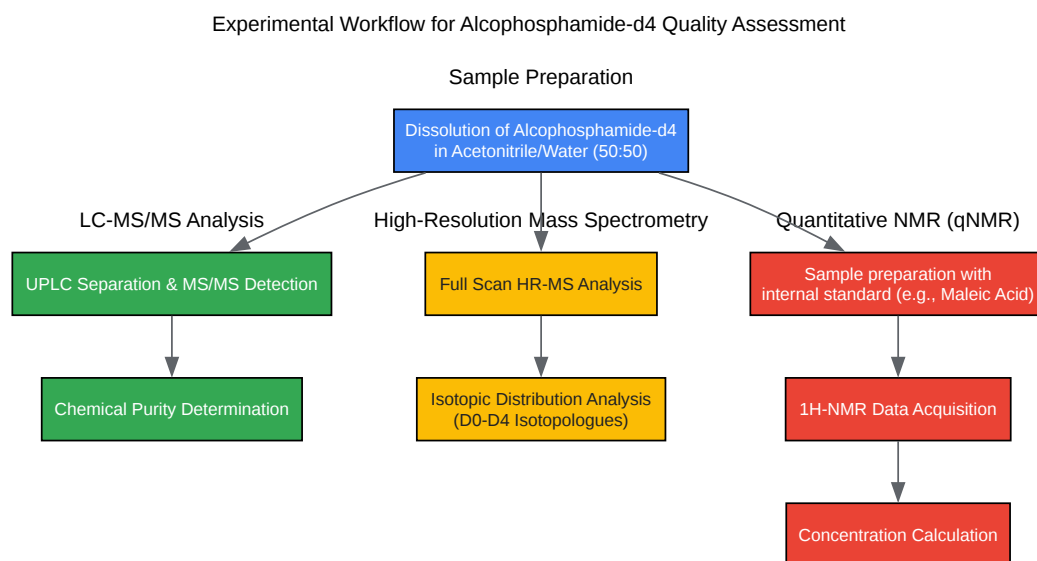 Experimental Workflow for Alcophosphamide-d4 Quality Assessment
Sample Preparation
Dissolution of Alcophosphamide-d4
in Acetonitrile/Water (50:50)
LC-MS/MS Analysis
High-Resolution Mass Spectrometry
Quantitative NMR (qNMR)
UPLC Separation & MS/MS Detection
Full Scan HR-MS Analysis
Sample preparation with
internal standard (e.g., Maleic Acid)
Chemical Purity Determination
Isotopic Distribution Analysis
(D0-D4 Isotopologues)
1H-NMR Data Acquisition
Concentration Calculation